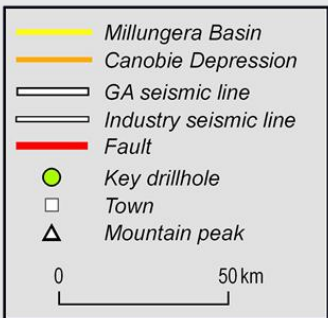 Millungera Basin
Canobie Depression
GA seismic line
Industry seismic line
Fault
Key drillhole
Town
Mountain peak
0 50 km